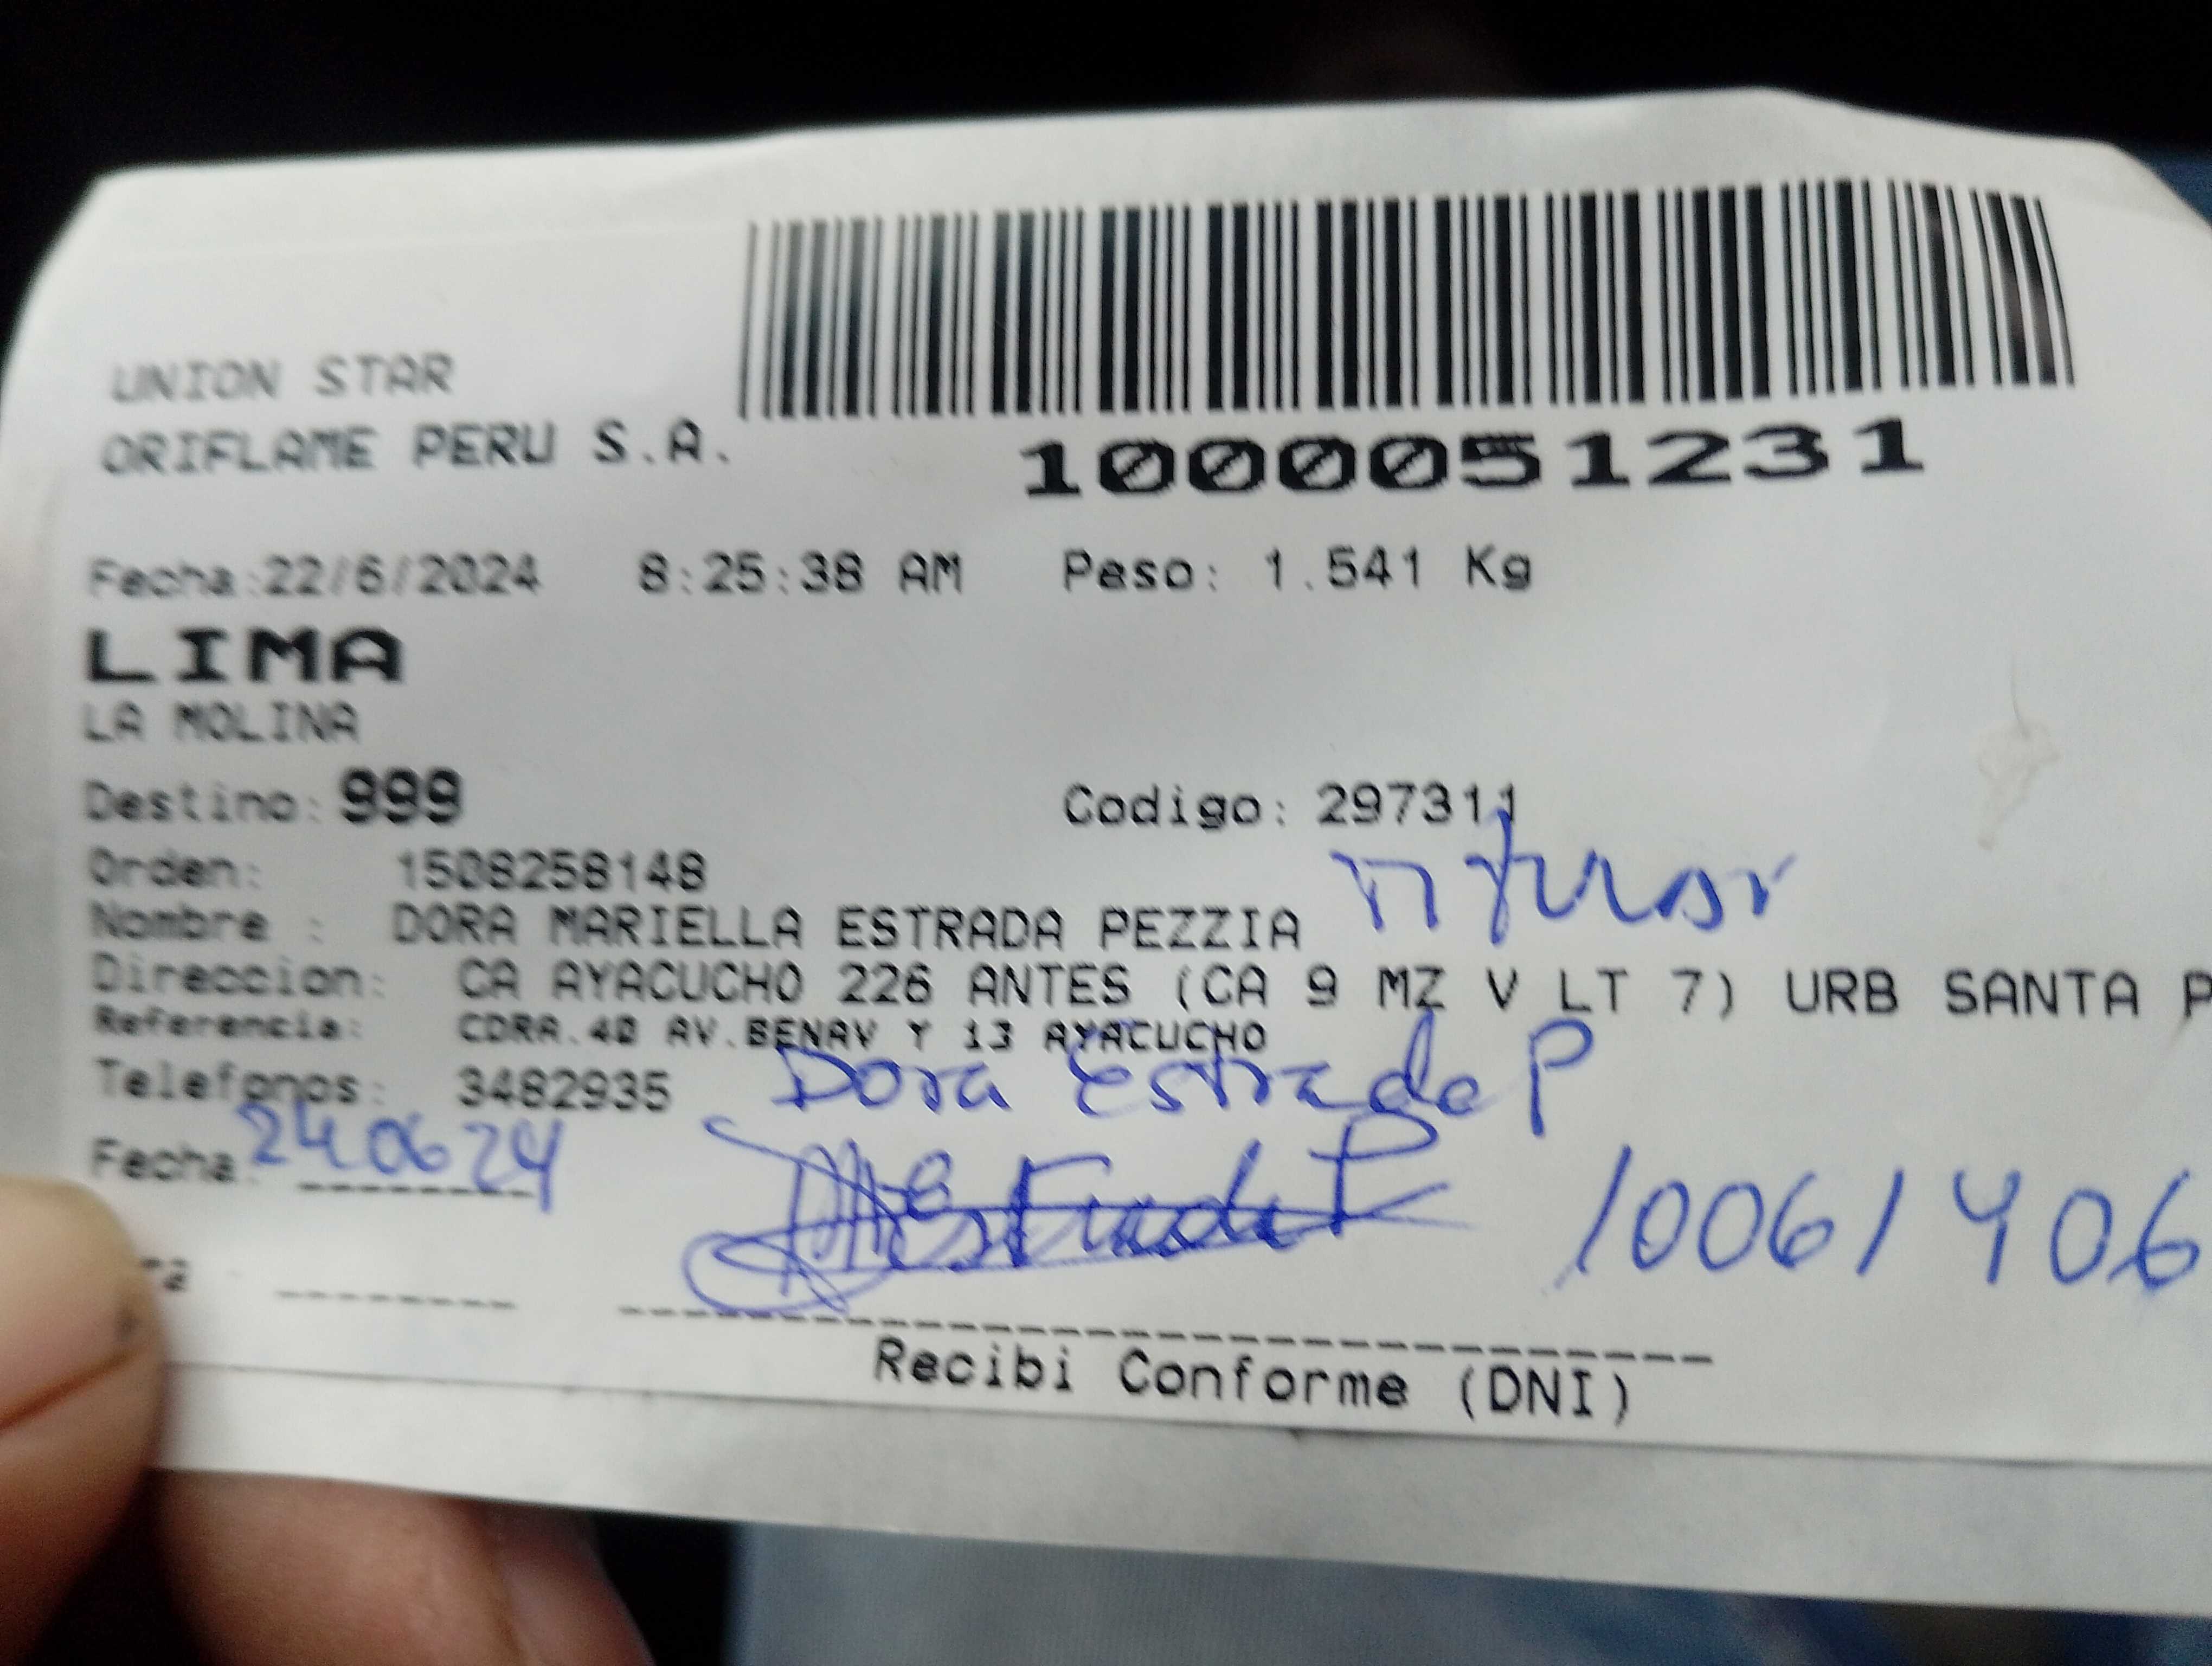 UNION STAR
ORIFLAME PERU S.A.
1000051231
Fecha:22/6/2024 8:25:38 AM Peso: 1.541 Kg
LIMA
LA MOLINA
Destino: 999 Codigo: 297311
Orden: 1508258148
Nombre : DORA MARIELLA ESTRADA PEZZIA
Direccion: CA AYACUCHO 226 ANTES (CA 9 MZ V LT 7) URB SANTA P
Referencia: CDRA.40 AV.BENAV Y 13 AYACUCHO
Telefonos: 3482935 Dora Estrada P
Fecha: 240624
10061406
Recibi Conforme (DNI)